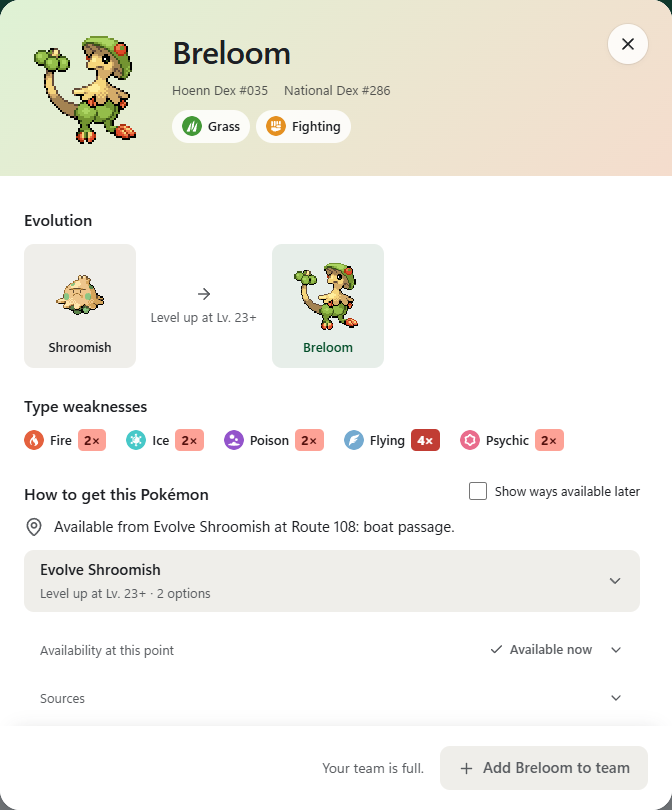 Breloom
Hoenn Dex #035 National Dex #286
Grass Fighting
Evolution
Level up at Lv. 23+
Shroomish
Breloom
Type weaknesses
Fire 2× Ice 2× Poison 2× Flying 4× Psychic 2×
How to get this Pokémon
Show ways available later
Available from Evolve Shroomish at Route 108: boat passage.
Evolve Shroomish
Level up at Lv. 23+ · 2 options
Availability at this point
Available now
Sources
Your team is full.
Add Breloom to team